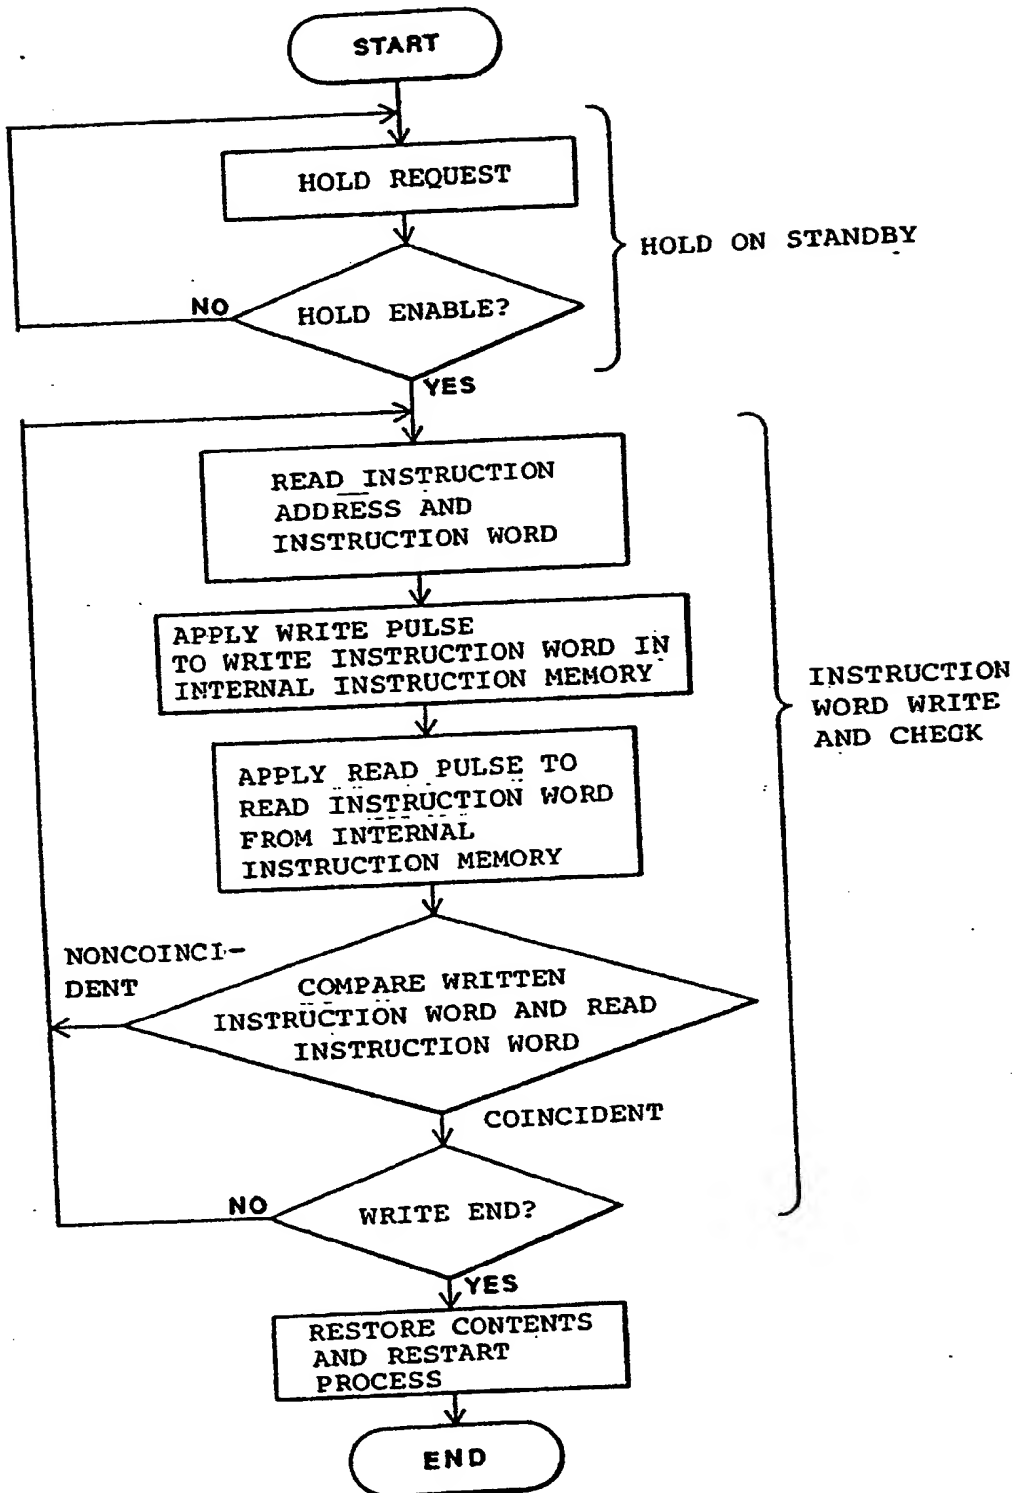 START
HOLD REQUEST
HOLD ON STANDBY
NO
HOLD ENABLE?
YES
READ INSTRUCTION
ADDRESS AND
INSTRUCTION WORD
APPLY WRITE PULSE
TO WRITE INSTRUCTION WORD IN
INTERNAL INSTRUCTION MEMORY
INSTRUCTION
WORD WRITE
AND CHECK
APPLY READ PULSE TO
READ INSTRUCTION WORD
FROM INTERNAL
INSTRUCTION MEMORY
NONCOINCI-
DENT
COMPARE WRITTEN
INSTRUCTION WORD AND READ
INSTRUCTION WORD
COINCIDENT
NO
WRITE END?
YES
RESTORE CONTENTS
AND RESTART
PROCESS
END